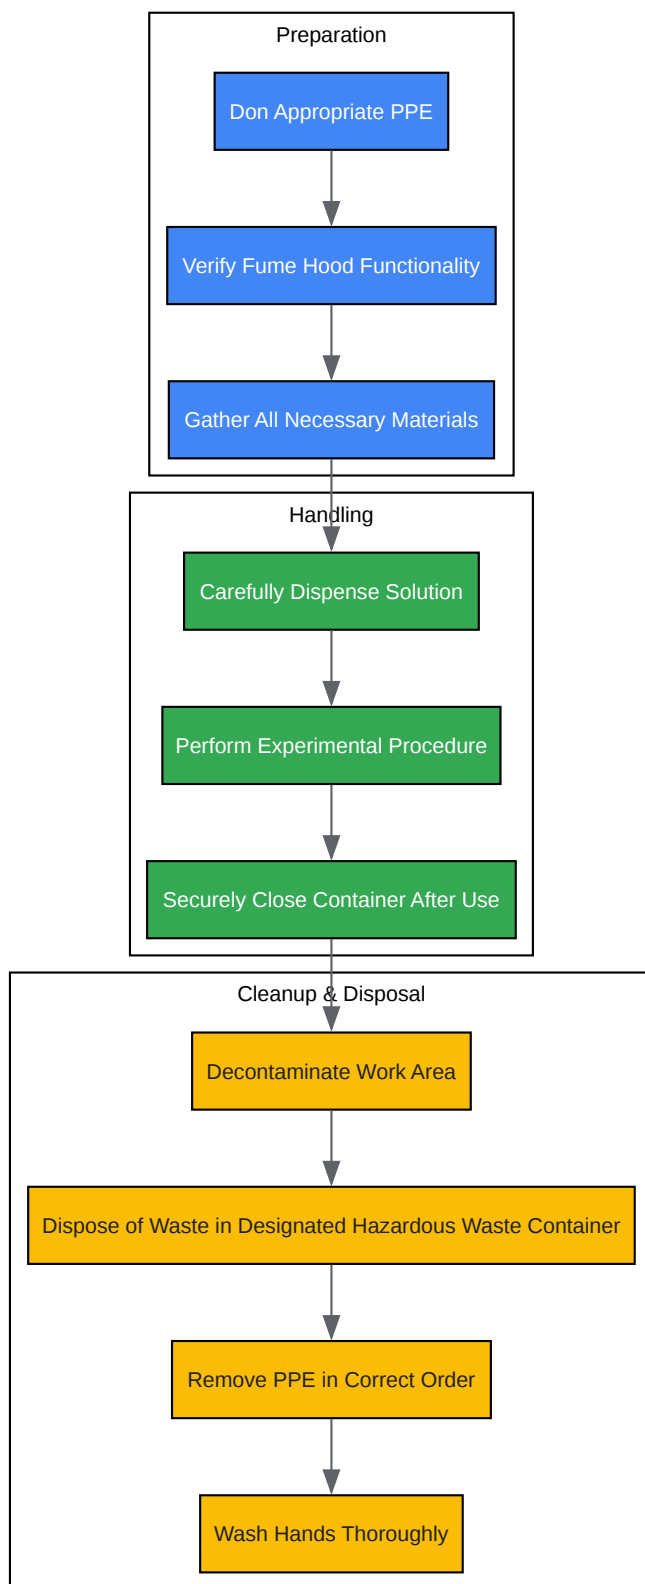 Preparation
Don Appropriate PPE
Verify Fume Hood Functionality
Gather All Necessary Materials
Handling
Carefully Dispense Solution
Perform Experimental Procedure
Securely Close Container After Use
Cleanup & Disposal
Decontaminate Work Area
Dispose of Waste in Designated Hazardous Waste Container
Remove PPE in Correct Order
Wash Hands Thoroughly